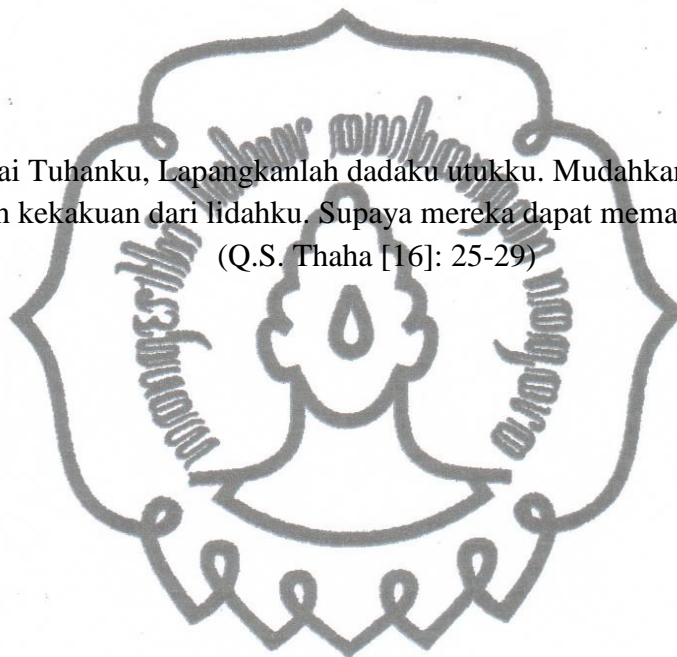 ai Tuhanku, Lapangkanlah dadaku utukku. Mudahkan
n kekakuan dari lidahku. Supaya mereka dapat mema
(Q.S. Thaha [16]: 25-29)